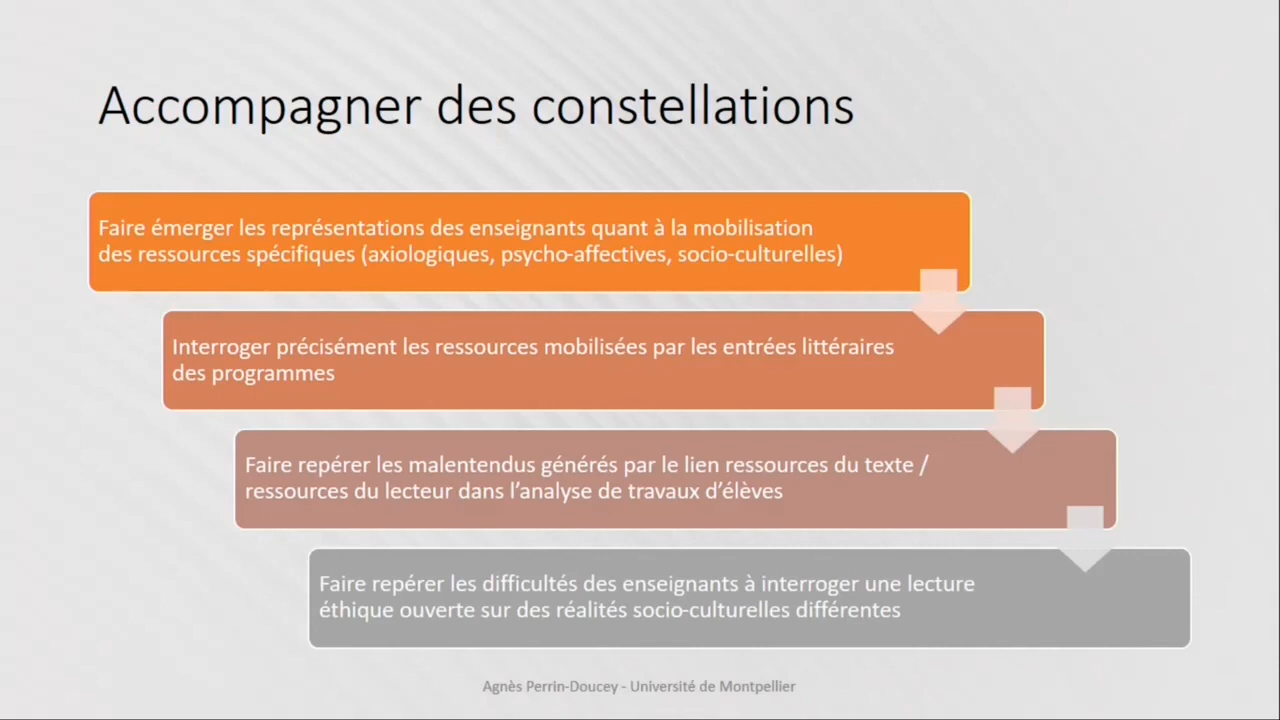 Accompagner des constellations
Faire émerger les représentations des enseignants quant à la mobilisation
des ressources spécifiques (axiologiques, psycho-affectives, socio-culturelles)
Interroger précisément les ressources mobilisées par les entrées littéraires
des programmes
Faire repérer les malentendus générés par le lien ressources du texte /
ressources du lecteur dans l’analyse de travaux d’élèves
Faire repérer les difficultés des enseignants à interroger une lecture
éthique ouverte sur des réalités socio-culturelles différentes
Agnès Perrin-Doucey - Université de Montpellier